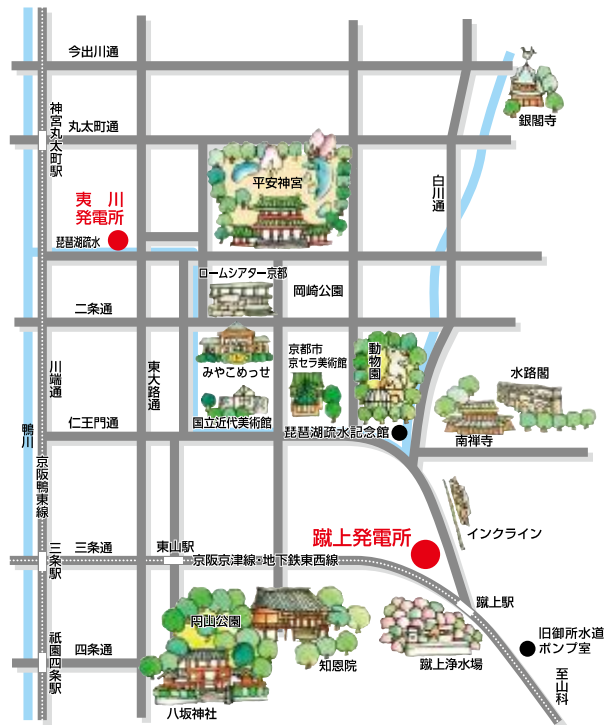 今出川通
銀閣寺
神宮丸太町駅
丸太町通
平安神宮
白川通
夷 川
発電所
琵琶湖疏水
ロームシアター京都
岡崎公園
二条通
川端通
東大路通
みやこめっせ
京都市
京セラ美術館
動物園
水路閣
国立近代美術館
南禅寺
仁王門通
琵琶湖疏水記念館
鴨川
京阪鴨東線
インクライン
蹴上発電所
三条駅
三条通
東山駅
京阪京津線・地下鉄東西線
蹴上駅
円山公園
旧御所水道
ポンプ室
祇園四条駅
四条通
知恩院
蹴上浄水場
至山科
八坂神社